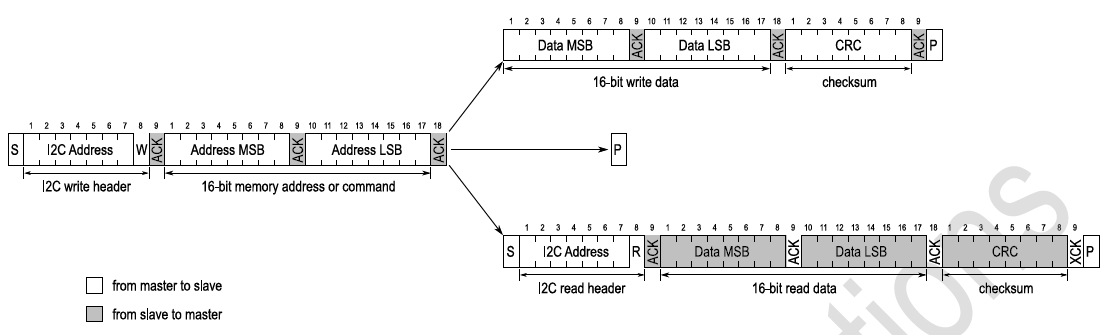 1 2 3 4 5 6 7 8 9 10 11 12 13 14 15 16 17 18 1 2 3 4 5 6 7 8 9
Data MSB ACK Data LSB ACK CRC ACK P
16-bit write data checksum
1 2 3 4 5 6 7 8 9 1 2 3 4 5 6 7 8 9 10 11 12 13 14 15 16 17 18
S I2C Address W ACK Address MSB ACK Address LSB ACK P
I2C write header 16-bit memory address or command
1 2 3 4 5 6 7 8 9 1 2 3 4 5 6 7 8 9 10 11 12 13 14 15 16 17 18 1 2 3 4 5 6 7 8 9
S I2C Address R ACK Data MSB ACK Data LSB ACK CRC XCK P
I2C read header 16-bit read data checksum
from master to slave
from slave to master
tions